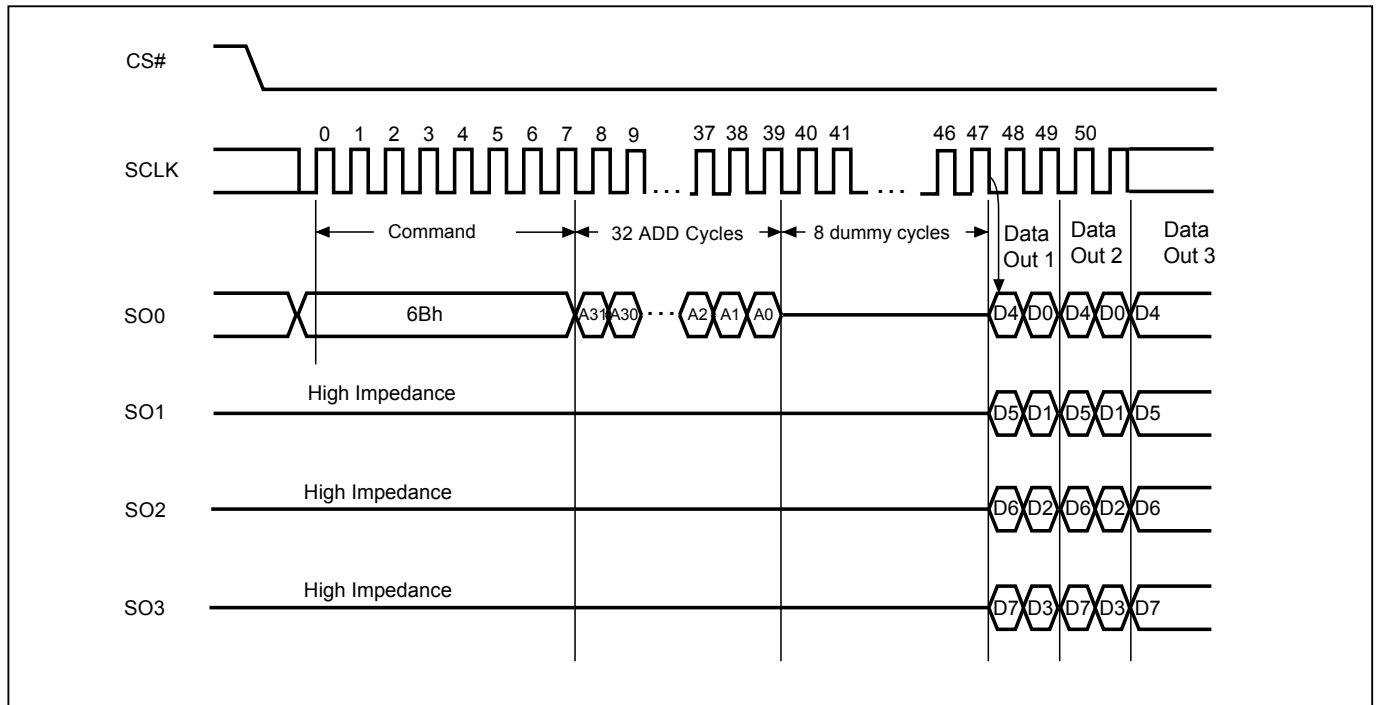 CS#
0 1 2 3 4 5 6 7 8 9 37 38 39 40 41 46 47 48 49 50
SCLK
Command 32 ADD Cycles 8 dummy cycles Data Out 1 Data Out 2 Data Out 3
SO0 6Bh A31 A30 A2 A1 A0 D4 D0 D4 D0 D4
High Impedance
SO1 D5 D1 D5 D1 D5
High Impedance
SO2 D6 D2 D6 D2 D6
High Impedance
SO3 D7 D3 D7 D3 D7